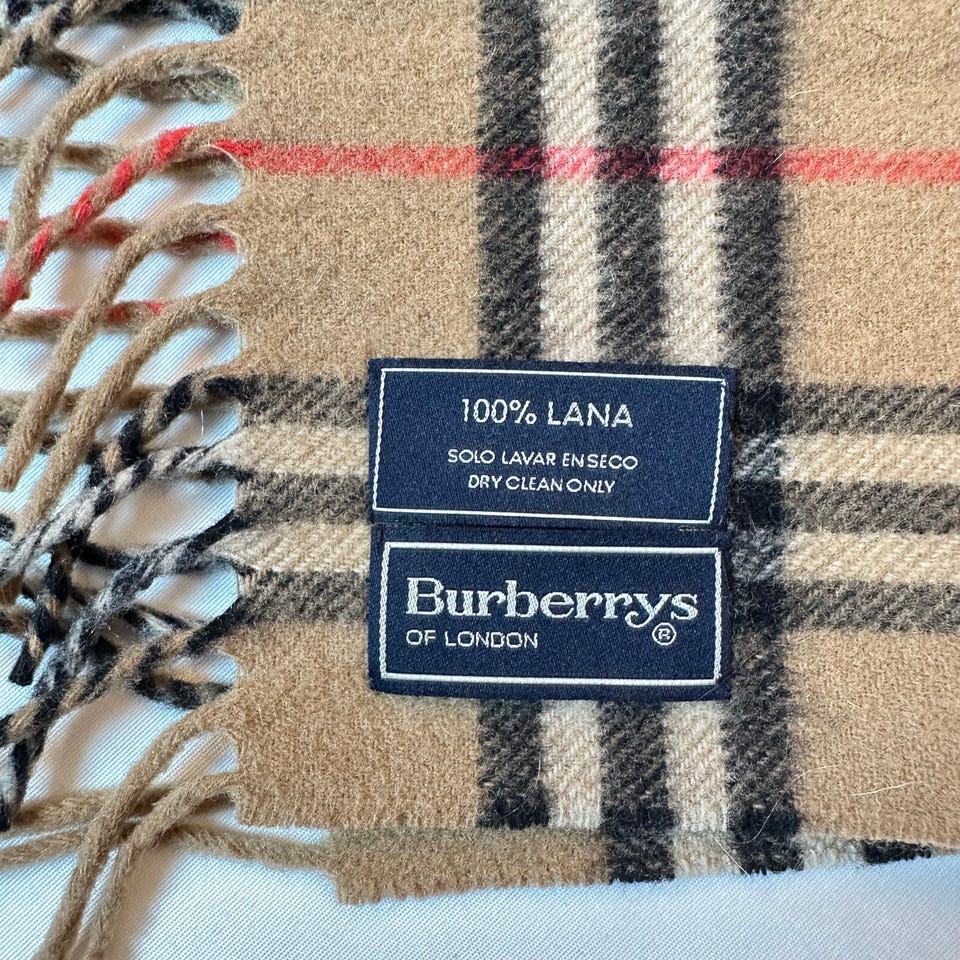 100% LANA
SOLO LAVAR EN SECO
DRY CLEAN ONLY
Burberrys
OF LONDON ®